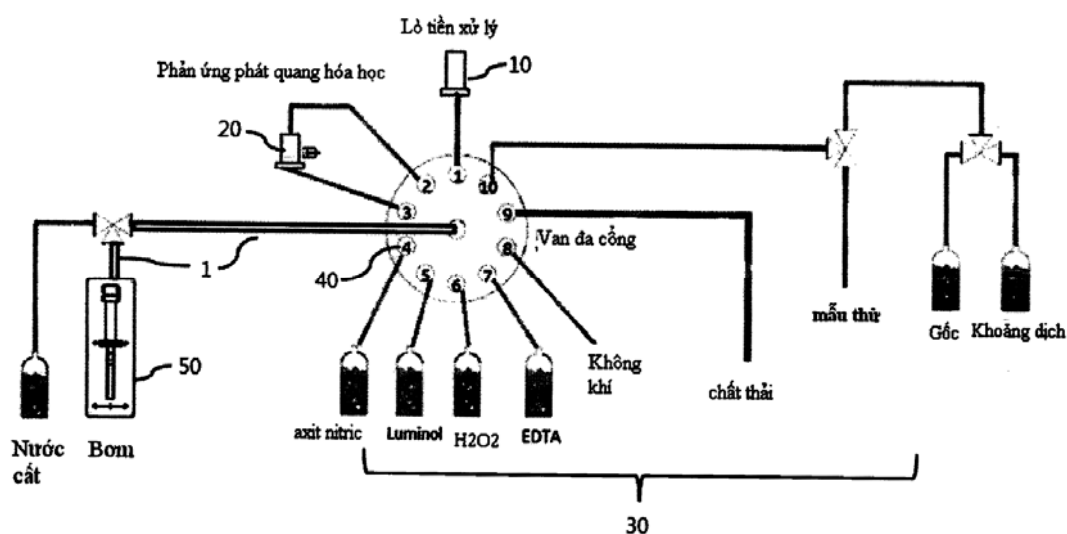 Lò tiền xử lý
10
Phản ứng phát quang hóa học
20
1
2
10
3
9
Van đa cổng
4
8
40
5
7
6
1
50
mẫu thử
Gốc
Khoảng dịch
Không
khí
chất thải
axit nitric
Luminol
H2O2
EDTA
Nước
cất
Bơm
30